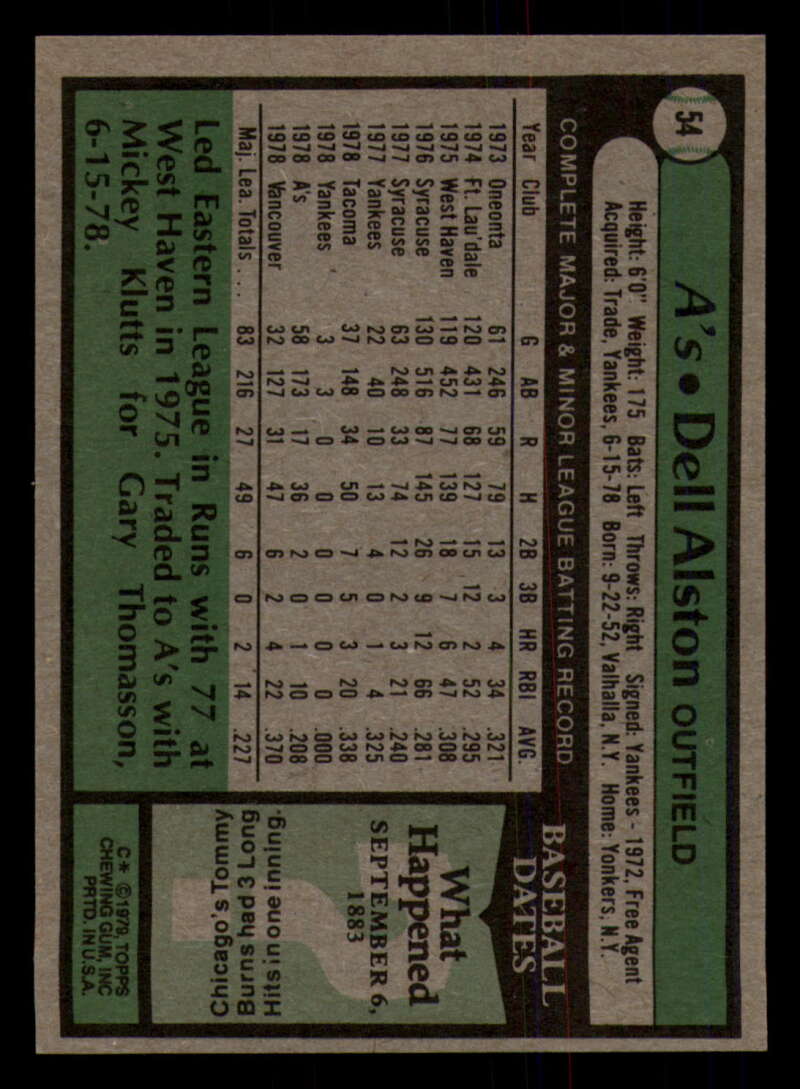 54
A's • Dell Alston OUTFIELD
Height: 6'0" Weight: 175 Bats: Left Throws: Right Signed: Yankees - 1972, Free Agent
Acquired: Trade, Yankees, 6-15-78 Born: 9-22-52, Valhalla, N.Y. Home: Yonkers, N.Y.
COMPLETE MAJOR & MINOR LEAGUE BATTING RECORD
Year Club G AB R H 2B 3B HR RBI AVG.
1973 Oneonta 61 246 59 79 13 3 4 34 .321
1974 Ft. Lau'dale 120 431 68 127 15 12 2 52 .295
1975 West Haven 119 452 77 139 18 7 6 47 .308
1976 Syracuse 130 516 87 145 26 9 12 66 .281
1977 Syracuse 63 248 33 74 12 2 3 21 .240
1977 Yankees 22 40 10 13 4 0 1 4 .325
1978 Tacoma 37 148 34 50 7 5 3 20 .338
1978 Yankees 3 3 0 0 0 0 0 0 .000
1978 A's 58 173 17 36 2 0 1 10 .208
1978 Vancouver 32 127 31 47 6 2 4 22 .370
Maj. Lea. Totals . . . 83 216 27 49 6 0 2 14 .227
Led Eastern League in Runs with 77 at
West Haven in 1975. Traded to A's with
Mickey Klutts for Gary Thomasson,
6-15-78.
BASEBALL
DATES
What
Happened
SEPTEMBER 6,
1883
Chicago's Tommy
Burns had 3 Long
Hits in one inning.
C* ©1979, TOPPS
CHEWING GUM, INC
PRTD. IN U.S.A.